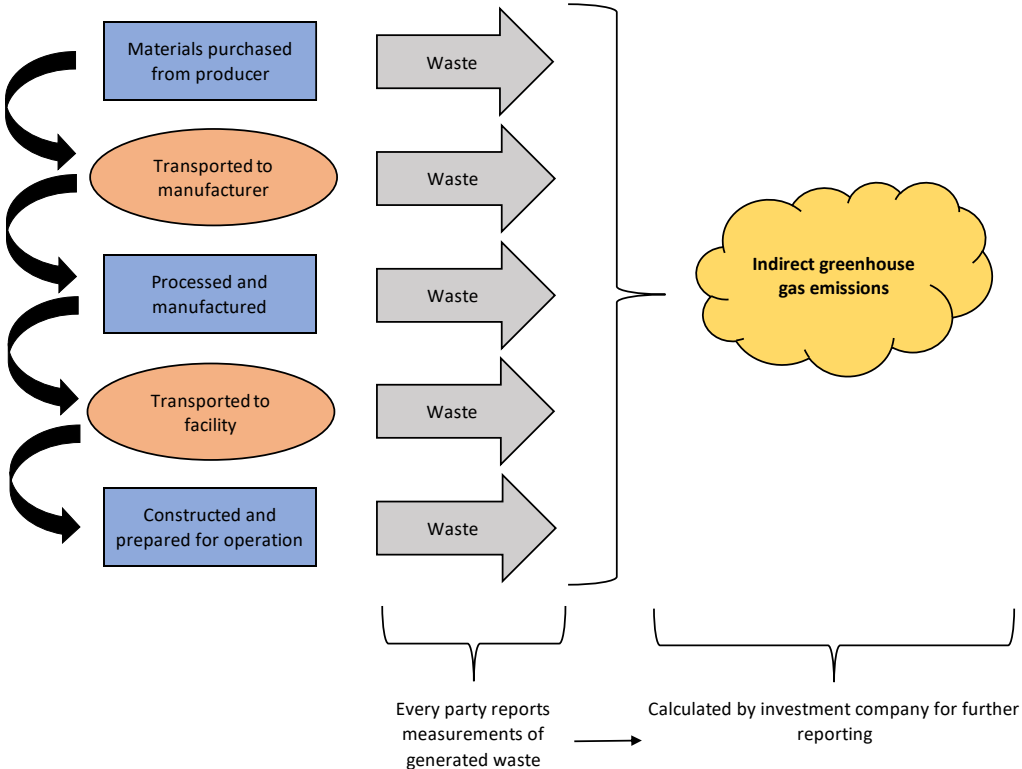 Materials purchased
from producer
Waste
Transported to
manufacturer
Waste
Processed and
manufactured
Waste
Transported to
facility
Waste
Constructed and
prepared for operation
Waste
Indirect greenhouse
gas emissions
Every party reports
measurements of
generated waste
Calculated by investment company for further
reporting